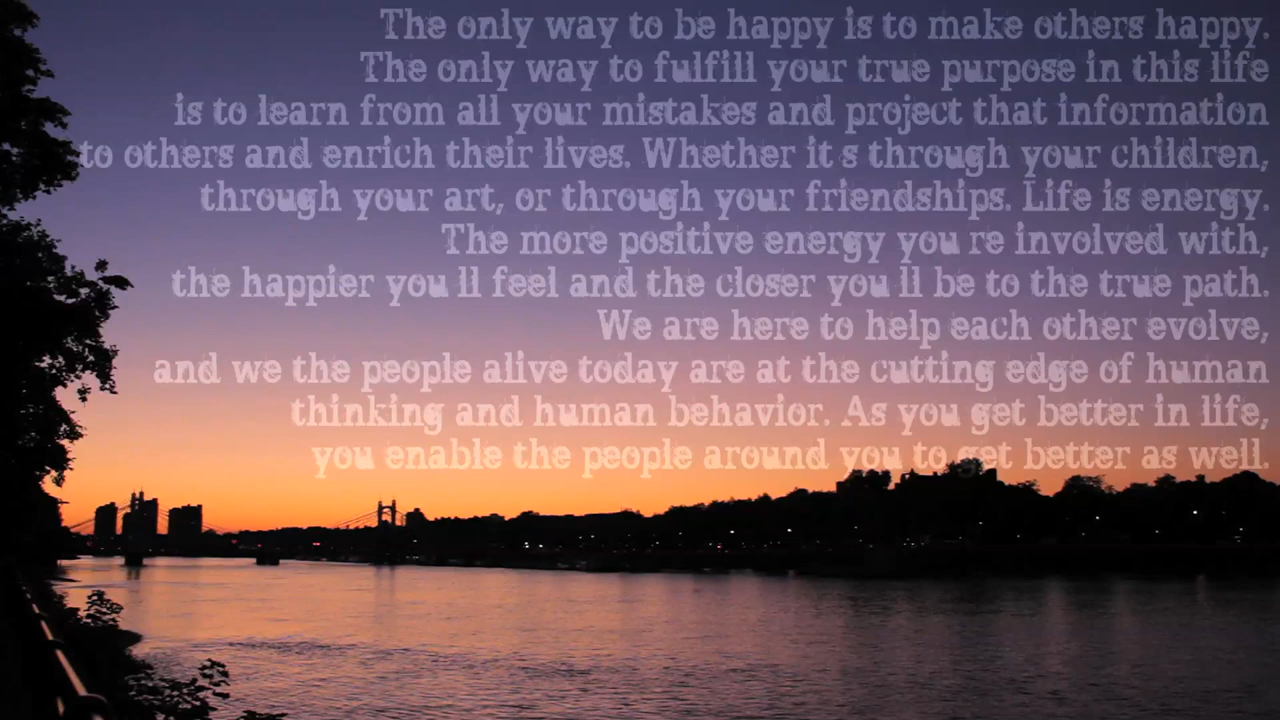 The only way to be happy is to make others happy.
The only way to fulfill your true purpose in this life
is to learn from all your mistakes and project that information
to others and enrich their lives. Whether it s through your children,
through your art, or through your friendships. Life is energy.
The more positive energy you re involved with,
the happier you ll feel and the closer you ll be to the true path.
We are here to help each other evolve,
and we the people alive today are at the cutting edge of human
thinking and human behavior. As you get better in life,
you enable the people around you to get better as well.